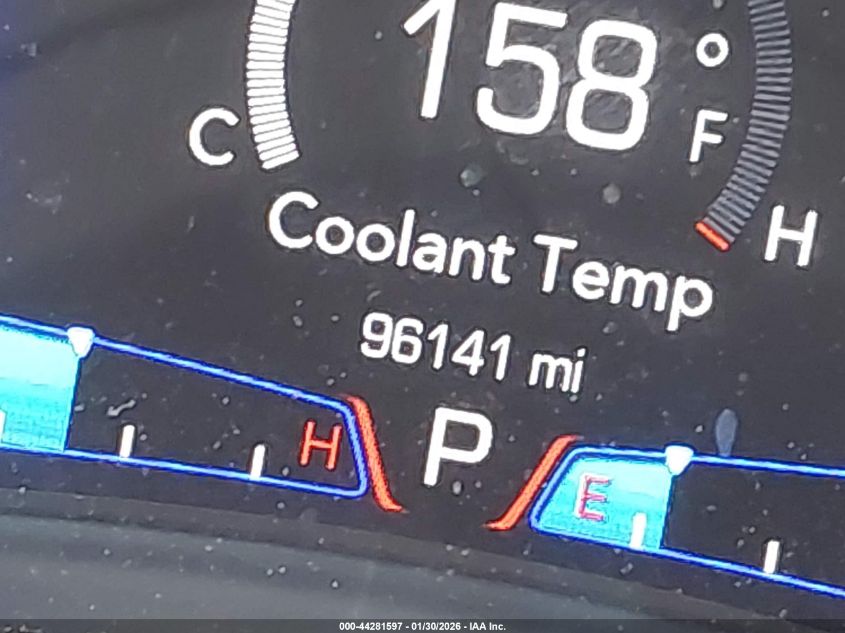 158 °F
C
H
Coolant Temp
96141 mi
H
P
E
000-44281597 - 01/30/2026 - IAA Inc.